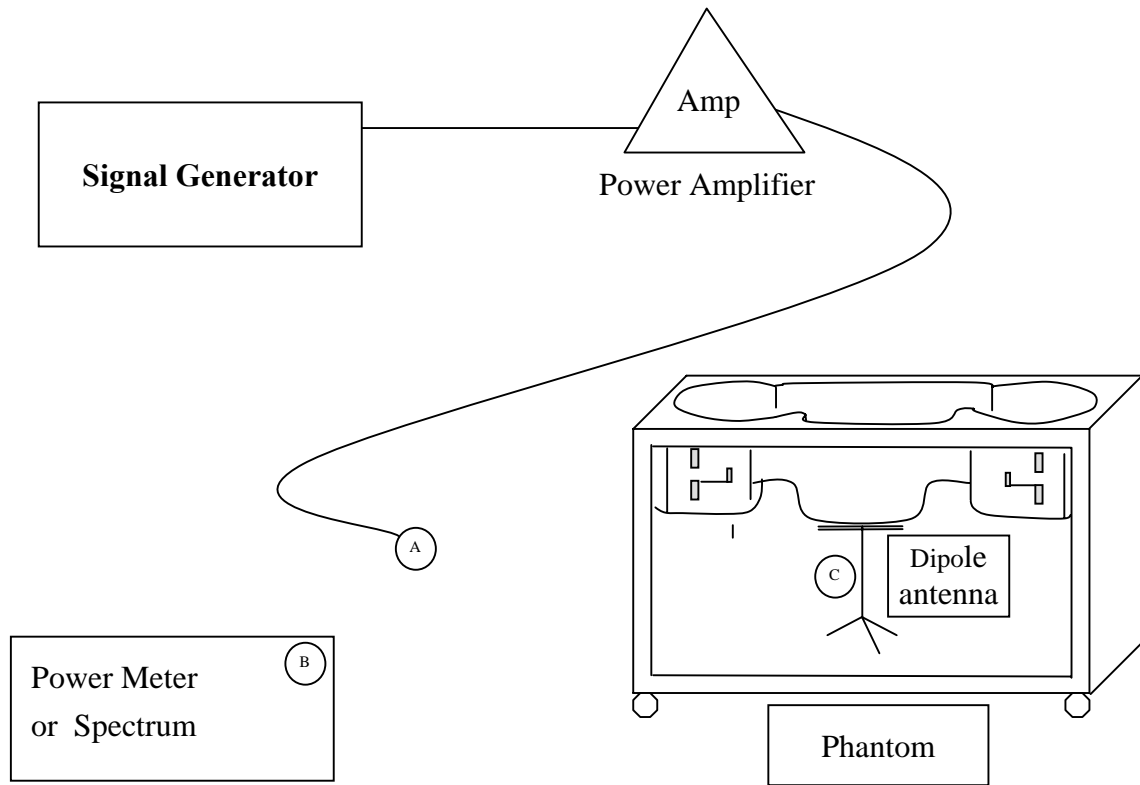 Amp
Signal Generator
Power Amplifier
A
C
Dipole
antenna
B
Power Meter
or Spectrum
Phantom